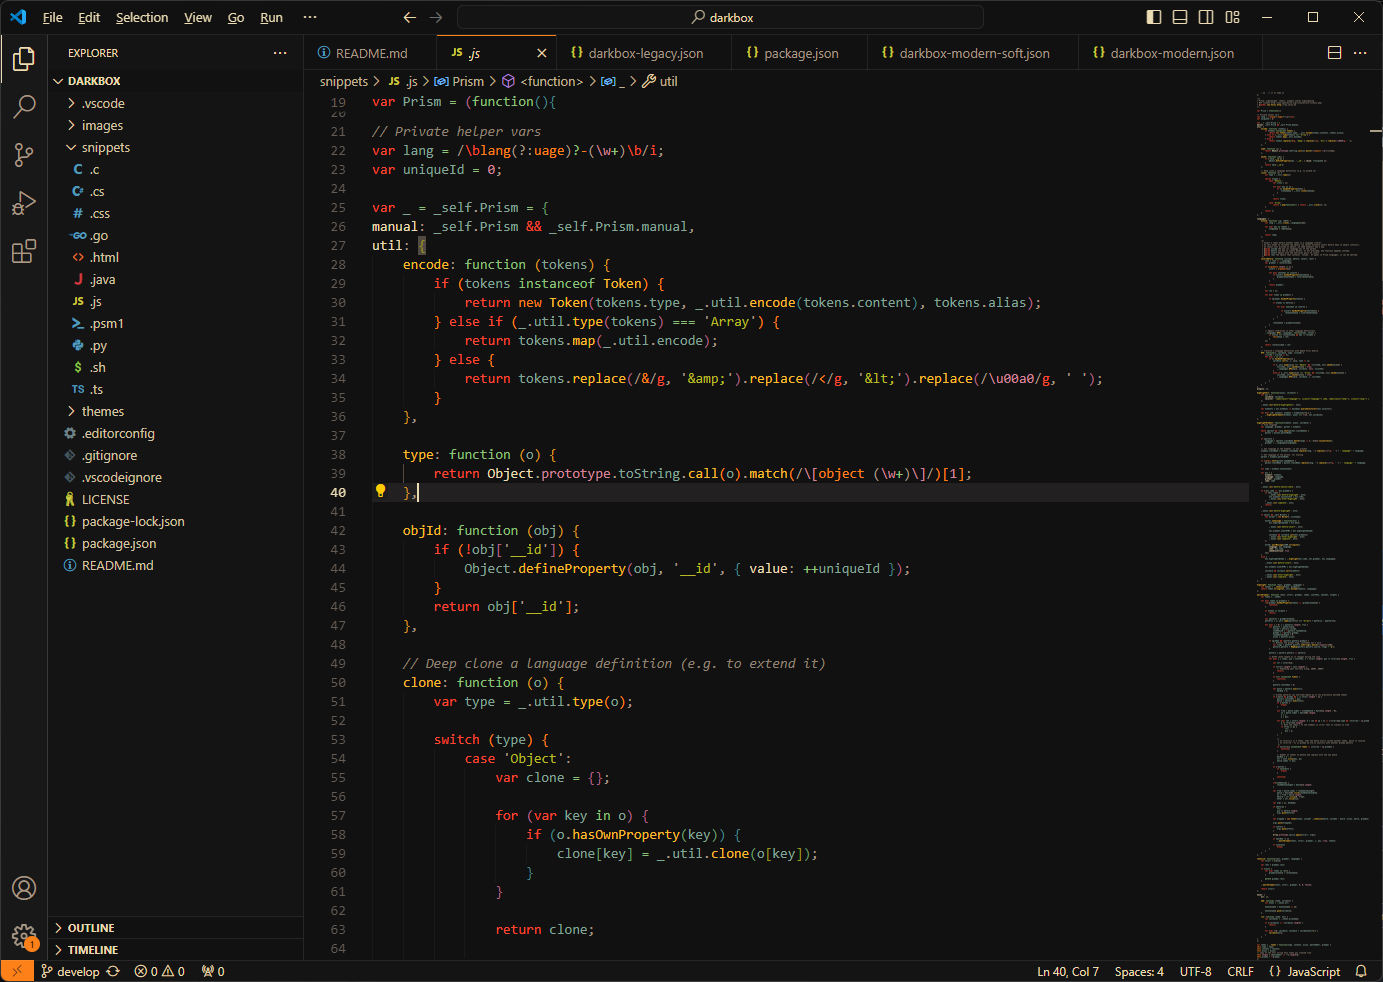 File Edit Selection View Go Run ··· darkbox
EXPLORER ···
DARKBOX
.vscode
images
snippets
C .c
C# .cs
# .css
GO .go
<> .html
J .java
JS .js
.psm1
.py
$ .sh
TS .ts
themes
.editorconfig
.gitignore
.vscodeignore
LICENSE
{} package-lock.json
{} package.json
README.md
OUTLINE
TIMELINE
README.md JS .js {} darkbox-legacy.json {} package.json {} darkbox-modern-soft.json {} darkbox-modern.json ···
snippets > JS .js > Prism > <function> > _ > util
19 var Prism = (function(){
20
21 // Private helper vars
22 var lang = /\blang(?:uage)?-(\w+)\b/i;
23 var uniqueId = 0;
24
25 var _ = _self.Prism = {
26 manual: _self.Prism && _self.Prism.manual,
27 util: {
28 encode: function (tokens) {
29 if (tokens instanceof Token) {
30 return new Token(tokens.type, _.util.encode(tokens.content), tokens.alias);
31 } else if (_.util.type(tokens) === 'Array') {
32 return tokens.map(_.util.encode);
33 } else {
34 return tokens.replace(/&/g, '&amp;').replace(/</g, '&lt;').replace(/\u00a0/g, ' ');
35 }
36 },
37
38 type: function (o) {
39 return Object.prototype.toString.call(o).match(/\[object (\w+)\]/)[1];
40 },
41
42 objId: function (obj) {
43 if (!obj['__id']) {
44 Object.defineProperty(obj, '__id', { value: ++uniqueId });
45 }
46 return obj['__id'];
47 },
48
49 // Deep clone a language definition (e.g. to extend it)
50 clone: function (o) {
51 var type = _.util.type(o);
52
53 switch (type) {
54 case 'Object':
55 var clone = {};
56
57 for (var key in o) {
58 if (o.hasOwnProperty(key)) {
59 clone[key] = _.util.clone(o[key]);
60 }
61 }
62
63 return clone;
64
1
develop 0 0 0 Ln 40, Col 7 Spaces: 4 UTF-8 CRLF {} JavaScript